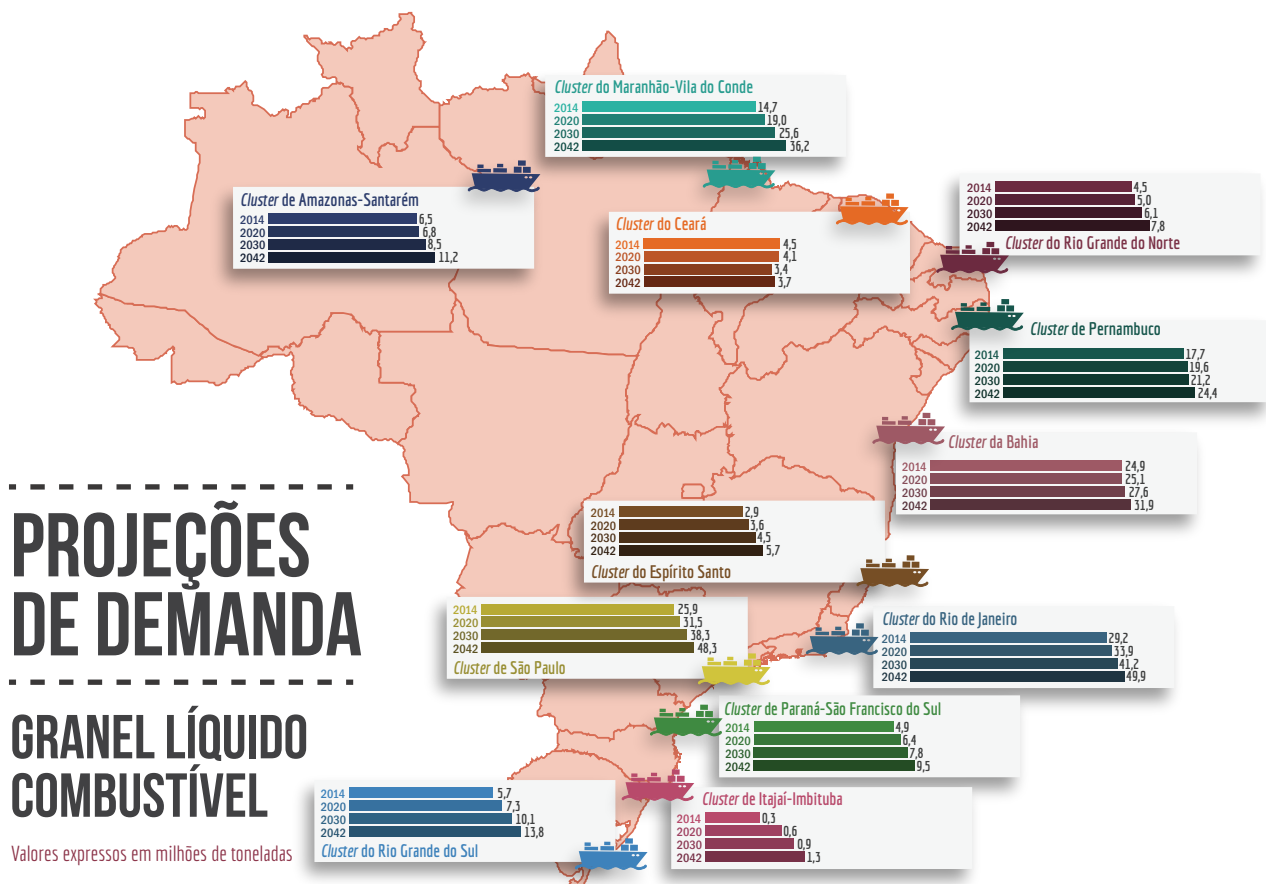 Cluster do Maranhão-Vila do Conde
2014 14,7
2020 19,0
2030 25,6
2042 36,2
Cluster de Amazonas-Santarém
2014 6,5
2020 6,8
2030 8,5
2042 11,2
Cluster do Ceará
2014 4,5
2020 4,1
2030 3,4
2042 3,7
2014 4,5
2020 5,0
2030 6,1
2042 7,8
Cluster do Rio Grande do Norte
Cluster de Pernambuco
2014 17,7
2020 19,6
2030 21,2
2042 24,4
Cluster da Bahia
2014 24,9
2020 25,1
2030 27,6
2042 31,9
PROJEÇÕES
DE DEMANDA
GRANEL LÍQUIDO
COMBUSTÍVEL
Valores expressos em milhões de toneladas
2014 2,9
2020 3,6
2030 4,5
2042 5,7
Cluster do Espírito Santo
2014 25,9
2020 31,5
2030 38,3
2042 48,3
Cluster de São Paulo
Cluster do Rio de Janeiro
2014 29,2
2020 33,9
2030 41,2
2042 49,9
Cluster de Paraná-São Francisco do Sul
2014 4,9
2020 6,4
2030 7,8
2042 9,5
2014 5,7
2020 7,3
2030 10,1
2042 13,8
Cluster do Rio Grande do Sul
Cluster de Itajaí-Imbituba
2014 0,3
2020 0,6
2030 0,9
2042 1,3